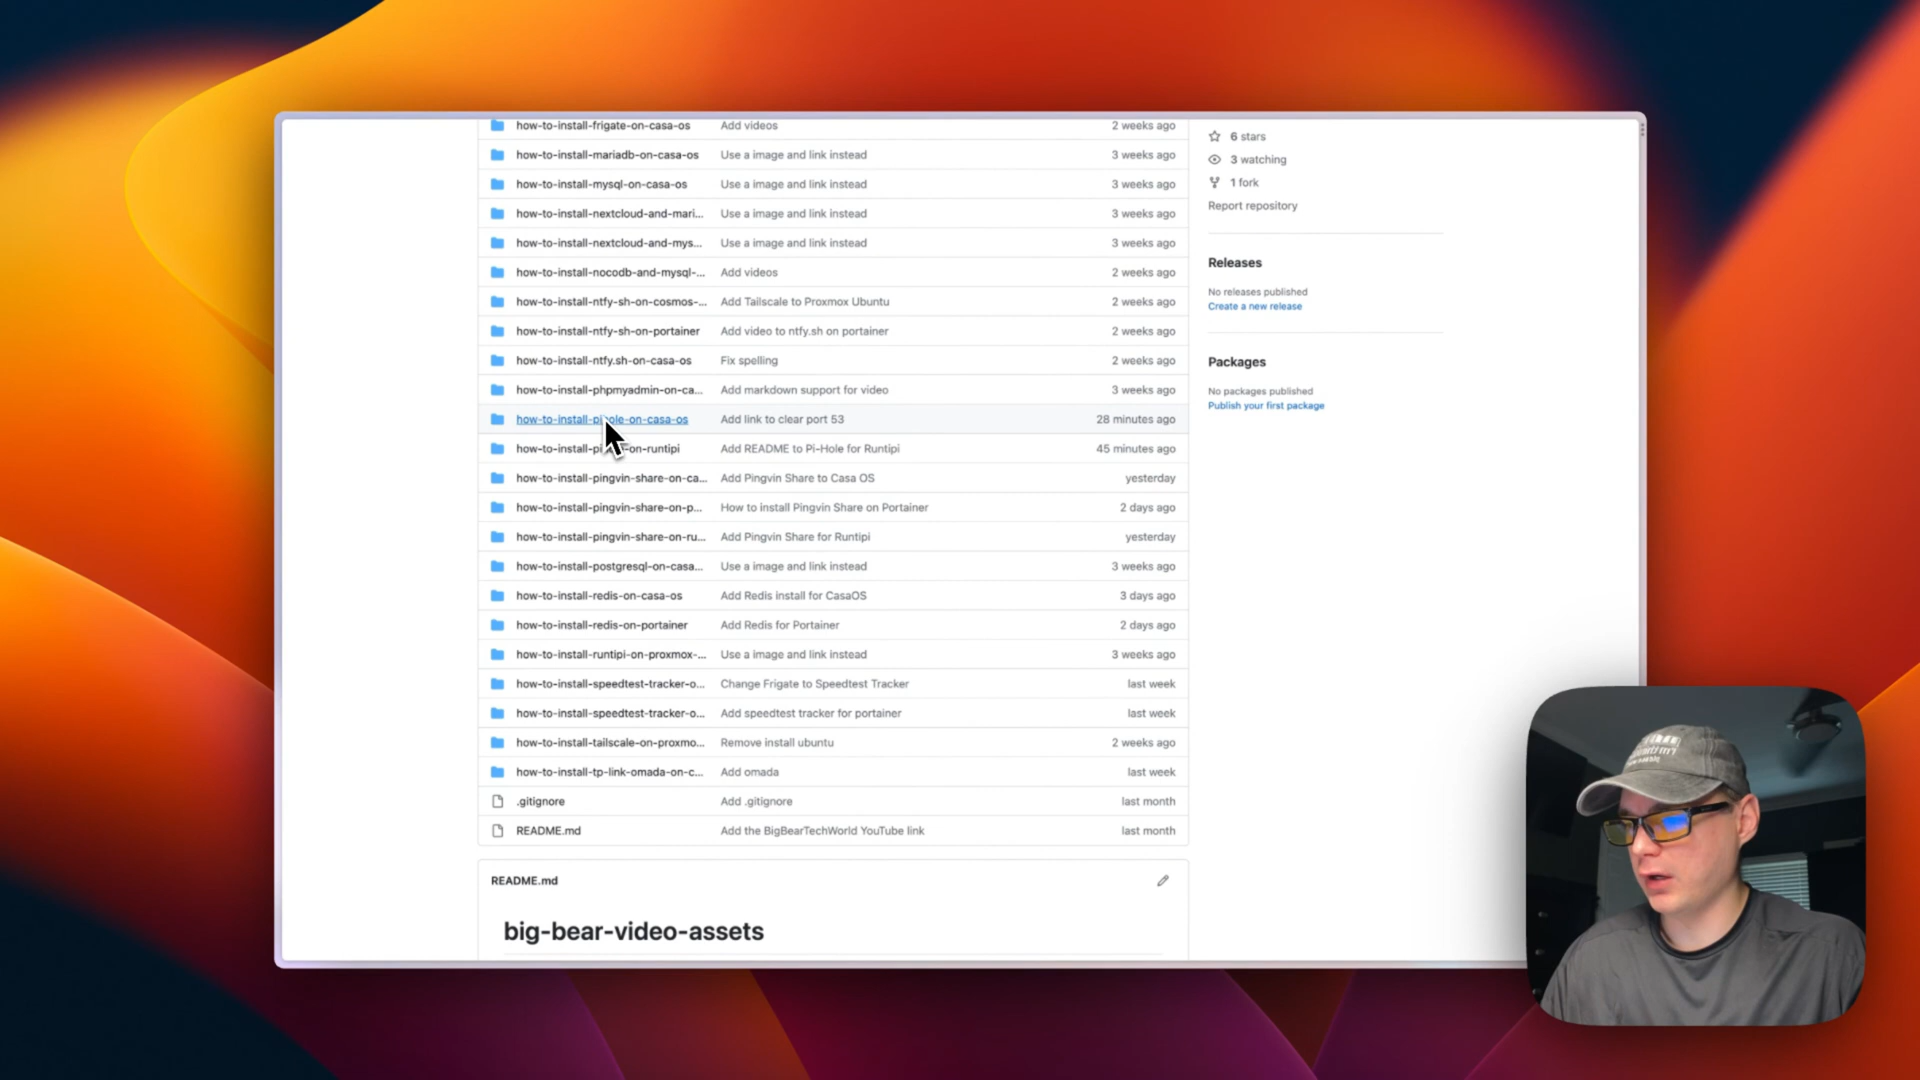 how-to-install-frigate-on-casa-os Add videos 2 weeks ago
how-to-install-mariadb-on-casa-os Use a image and link instead 3 weeks ago
how-to-install-mysql-on-casa-os Use a image and link instead 3 weeks ago
how-to-install-nextcloud-and-mari... Use a image and link instead 3 weeks ago
how-to-install-nextcloud-and-mys... Use a image and link instead 3 weeks ago
how-to-install-nocodb-and-mysql-... Add videos 2 weeks ago
how-to-install-ntfy-sh-on-cosmos-... Add Tailscale to Proxmox Ubuntu 2 weeks ago
how-to-install-ntfy-sh-on-portainer Add video to ntfy.sh on portainer 2 weeks ago
how-to-install-ntfy.sh-on-casa-os Fix spelling 2 weeks ago
how-to-install-phpmyadmin-on-ca... Add markdown support for video 3 weeks ago
how-to-install-pihole-on-casa-os Add link to clear port 53 28 minutes ago
-on-runtipi Add README to Pi-Hole for Runtipi 45 minutes ago
how-to-install-pingvin-share-on-ca... Add Pingvin Share to Casa OS yesterday
how-to-install-pingvin-share-on-p... How to install Pingvin Share on Portainer 2 days ago
how-to-install-pingvin-share-on-ru... Add Pingvin Share for Runtipi yesterday
how-to-install-postgresql-on-casa... Use a image and link instead 3 weeks ago
how-to-install-redis-on-casa-os Add Redis install for CasaOS 3 days ago
how-to-install-redis-on-portainer Add Redis for Portainer 2 days ago
how-to-install-runtipi-on-proxmox-... Use a image and link instead 3 weeks ago
how-to-install-speedtest-tracker-o... Change Frigate to Speedtest Tracker last week
how-to-install-speedtest-tracker-o... Add speedtest tracker for portainer last week
how-to-install-tailscale-on-proxmo... Remove install ubuntu 2 weeks ago
how-to-install-tp-link-omada-on-c... Add omada last week
.gitignore Add .gitignore last month
README.md Add the BigBearTechWorld YouTube link last month
README.md
big-bear-video-assets
6 stars
3 watching
1 fork
Report repository
Releases
No releases published
Create a new release
Packages
No packages published
Publish your first package